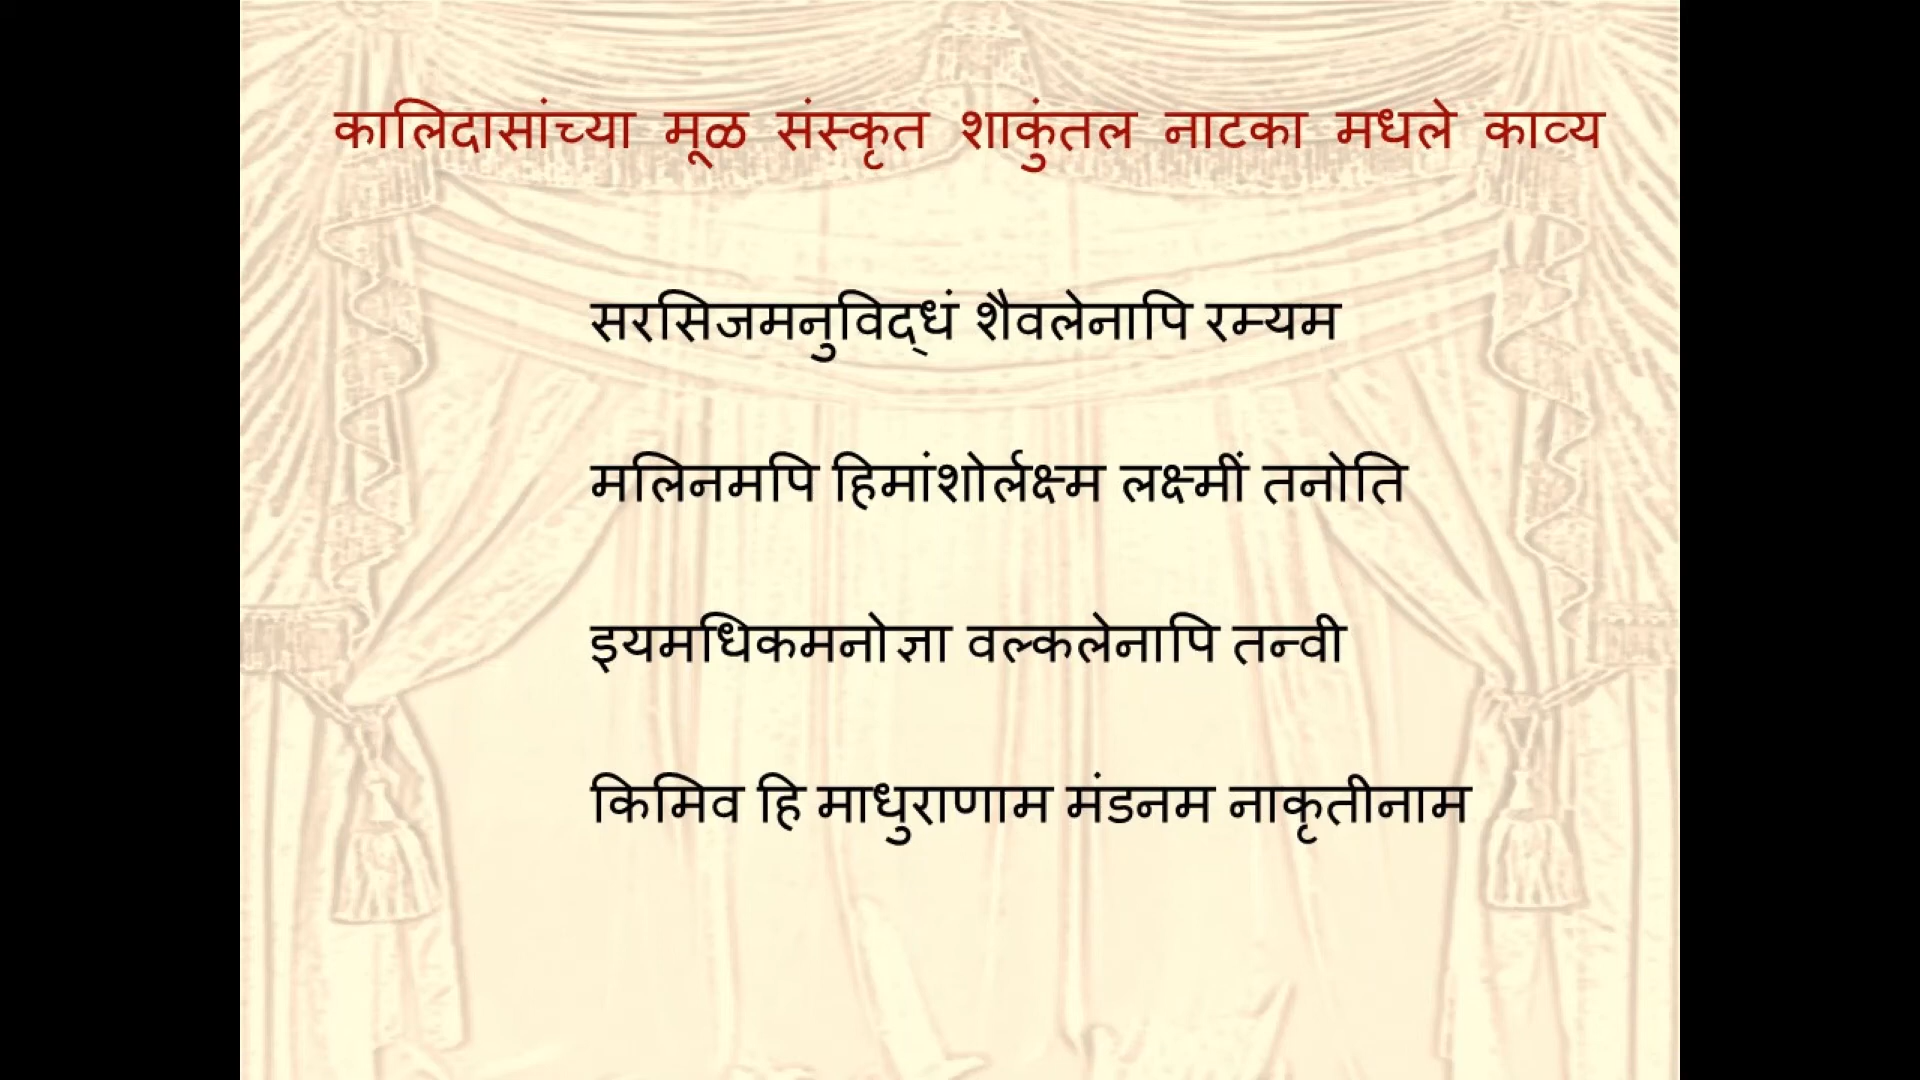 कालिदासांच्या मूळ संस्कृत शाकुंतल नाटका मधले काव्य
सरसिजमनुविद्धं शैवलेनापि रम्यम
मलिनमपि हिमांशोर्लक्ष्म लक्ष्मीं तनोति
इयमधिकमनोज्ञा वल्कलेनापि तन्वी
किमिव हि माधुराणाम मंडनम नाकृतीनाम